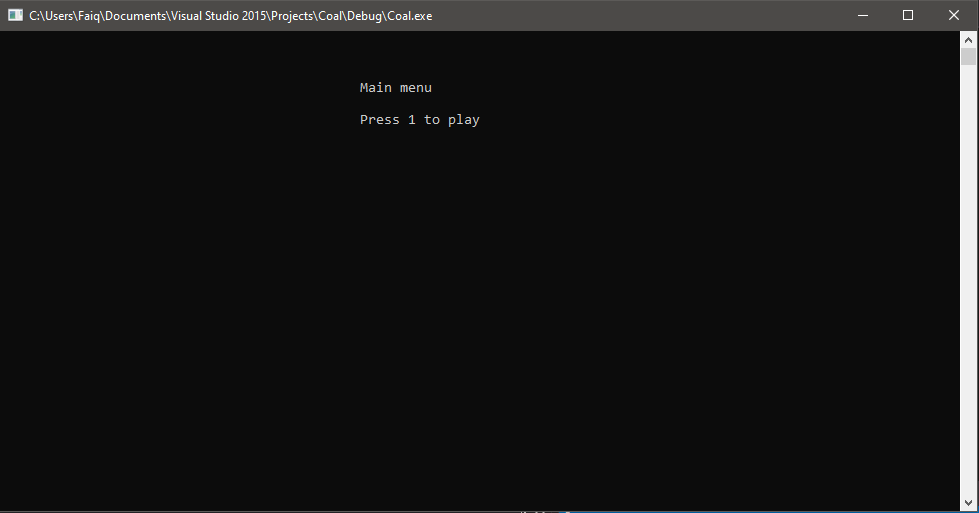 C:\Users\Faiq\Documents\Visual Studio 2015\Projects\Coal\Debug\Coal.exe
Main menu
Press 1 to play